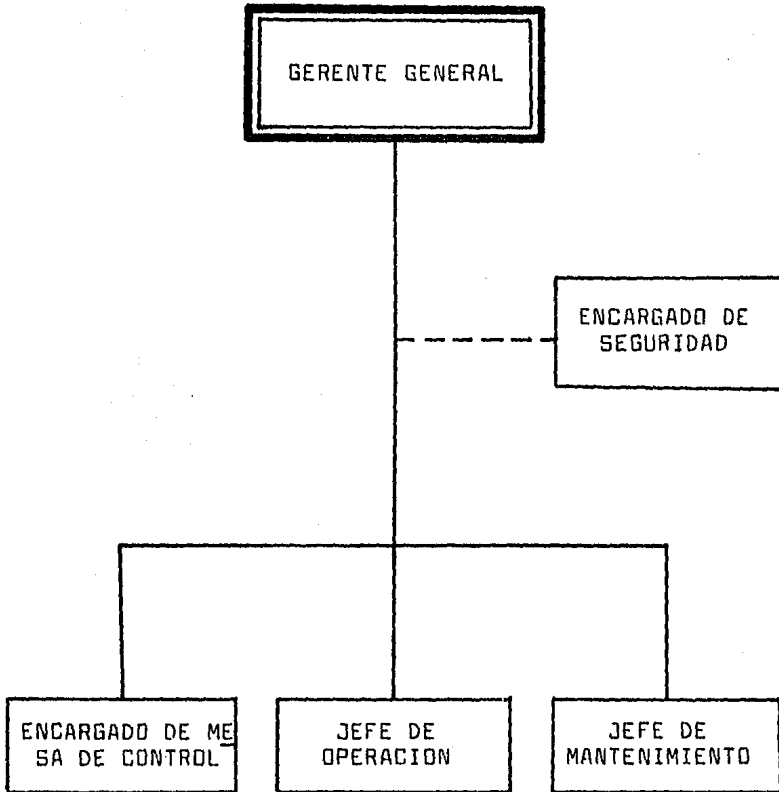 GERENTE GENERAL
ENCARGADO DE
SEGURIDAD
ENCARGADO DE ME
SA DE CONTROL
JEFE DE
OPERACION
JEFE DE
MANTENIMIENTO